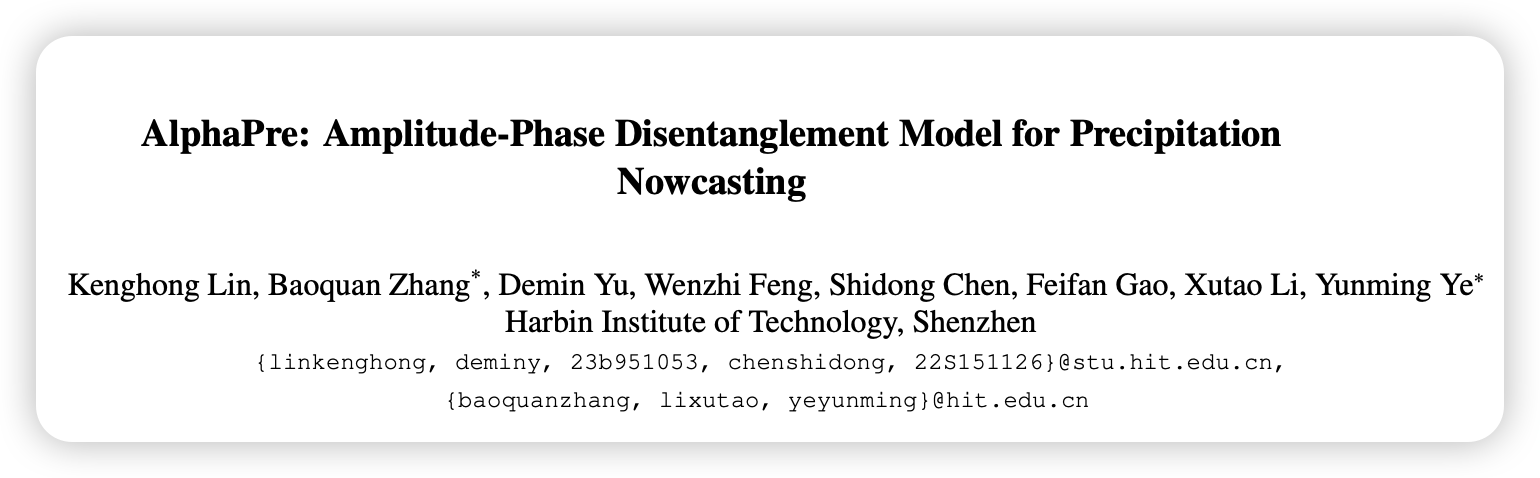 AlphaPre: Amplitude-Phase Disentanglement Model for Precipitation
Nowcasting
Kenghong Lin, Baoquan Zhang*, Demin Yu, Wenzhi Feng, Shidong Chen, Feifan Gao, Xutao Li, Yunming Ye*
Harbin Institute of Technology, Shenzhen
{linkenghong, deminy, 23b951053, chenshidong, 22S151126}@stu.hit.edu.cn,
{baoquanzhang, lixutao, yeyunming}@hit.edu.cn